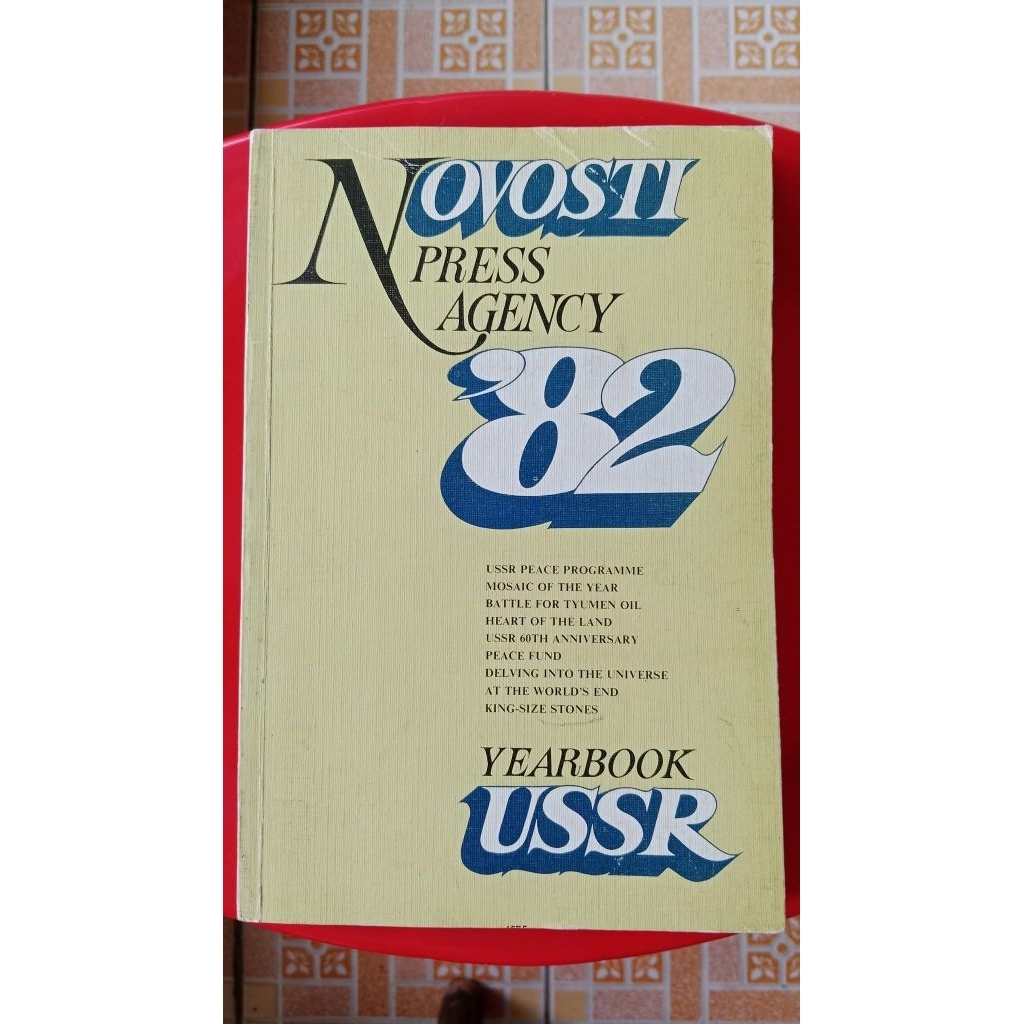 NOVOSTI
PRESS
AGENCY
'82
USSR PEACE PROGRAMME
MOSAIC OF THE YEAR
BATTLE FOR TYUMEN OIL
HEART OF THE LAND
USSR 60TH ANNIVERSARY
PEACE FUND
DELVING INTO THE UNIVERSE
AT THE WORLD'S END
KING-SIZE STONES
YEARBOOK
USSR